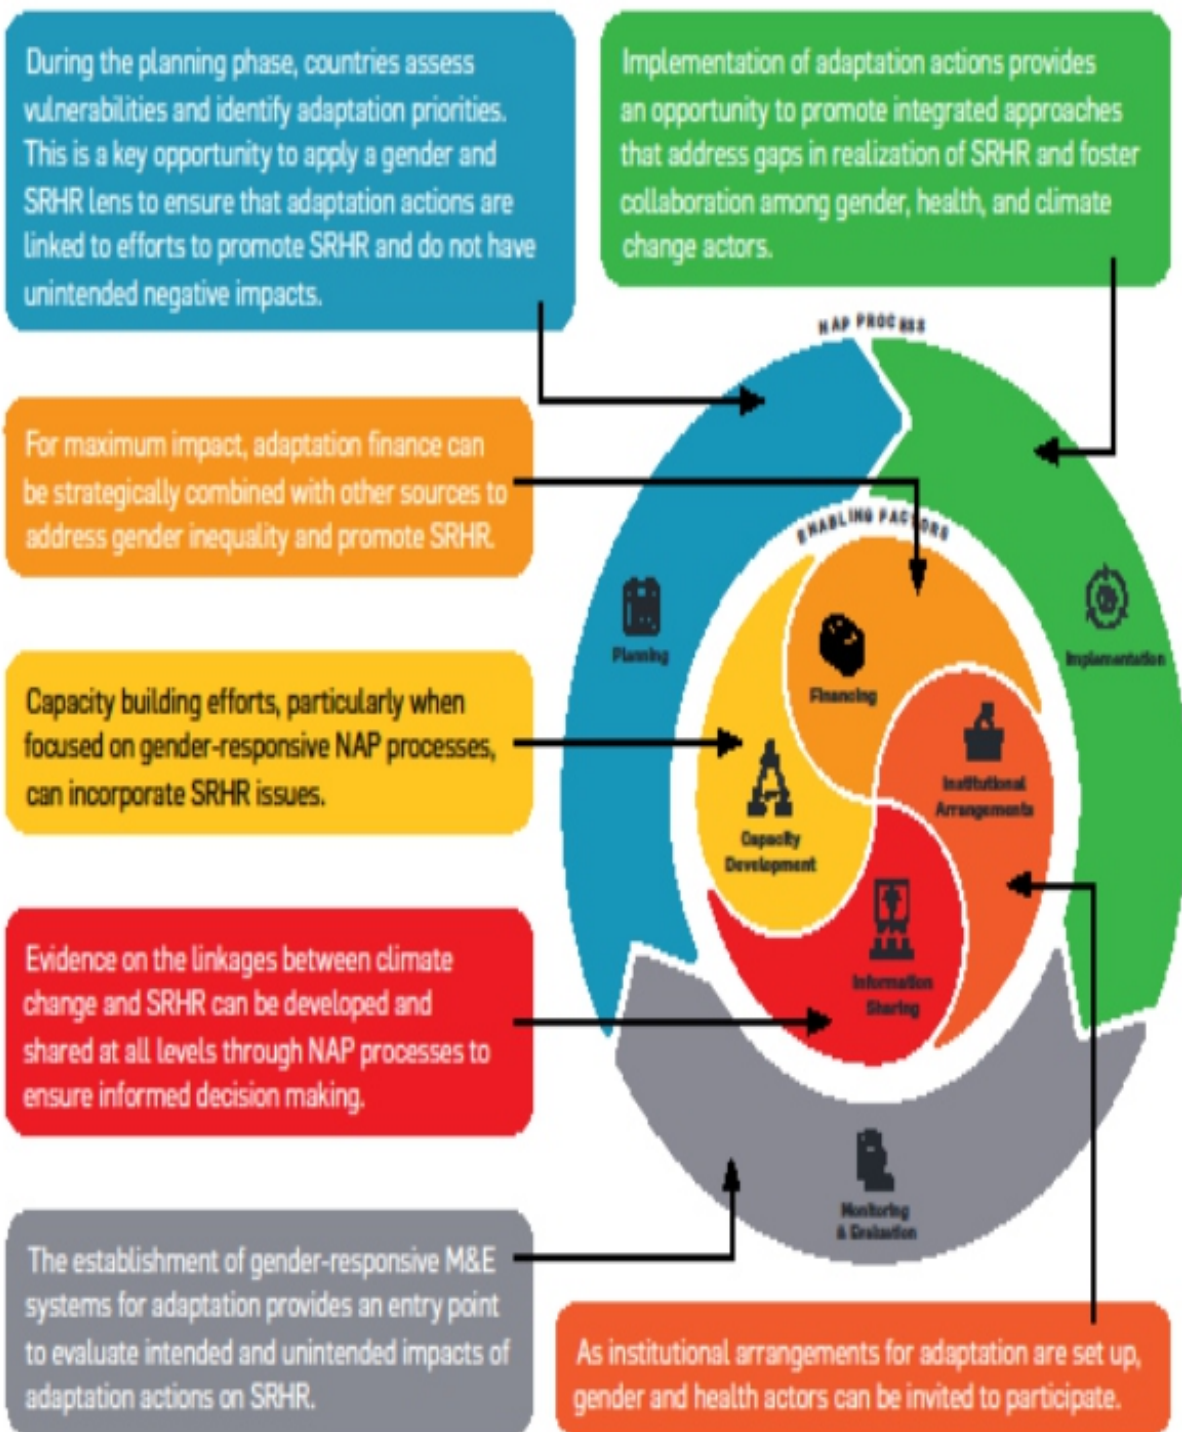 During the planning phase, countries assess
vulnerabilities and identify adaptation priorities.
This is a key opportunity to apply a gender and
SRHR lens to ensure that adaptation actions are
linked to efforts to promote SRHR and do not have
unintended negative impacts.
Implementation of adaptation actions provides
an opportunity to promote integrated approaches
that address gaps in realization of SRHR and foster
collaboration among gender, health, and climate
change actors.
NAP PROCESS
For maximum impact, adaptation finance can
be strategically combined with other sources to
address gender inequality and promote SRHR.
ENABLING FACTORS
Planning
Implementation
Financing
Capacity building efforts, particularly when
focused on gender-responsive NAP processes,
can incorporate SRHR issues.
Institutional
Arrangements
Capacity
Development
Evidence on the linkages between climate
change and SRHR can be developed and
shared at all levels through NAP processes to
ensure informed decision making.
Information
Sharing
Monitoring
& Evaluation
The establishment of gender-responsive M&E
systems for adaptation provides an entry point
to evaluate intended and unintended impacts of
adaptation actions on SRHR.
As institutional arrangements for adaptation are set up,
gender and health actors can be invited to participate.